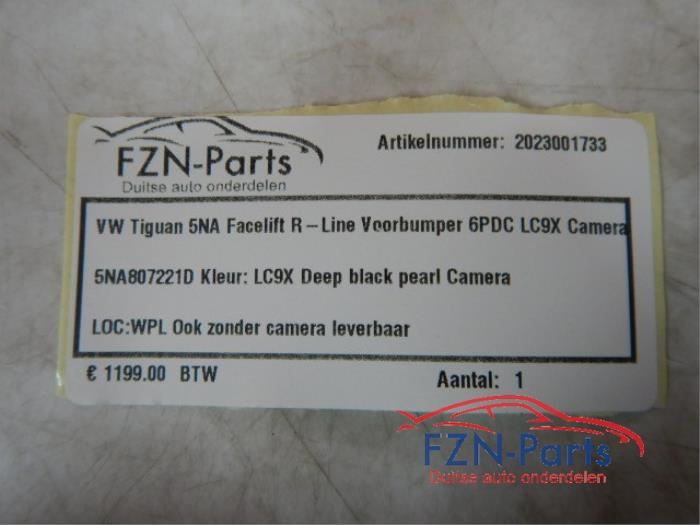 FZN-Parts
Duitse auto onderdelen
Artikelnummer: 2023001733
VW Tiguan 5NA Facelift R-Line Voorbumper 6PDC LC9X Camera
5NA807221D Kleur: LC9X Deep black pearl Camera
LOC:WPL Ook zonder camera leverbaar
€ 1199.00 BTW
Aantal: 1
FZN-Parts
Duitse auto onderdelen